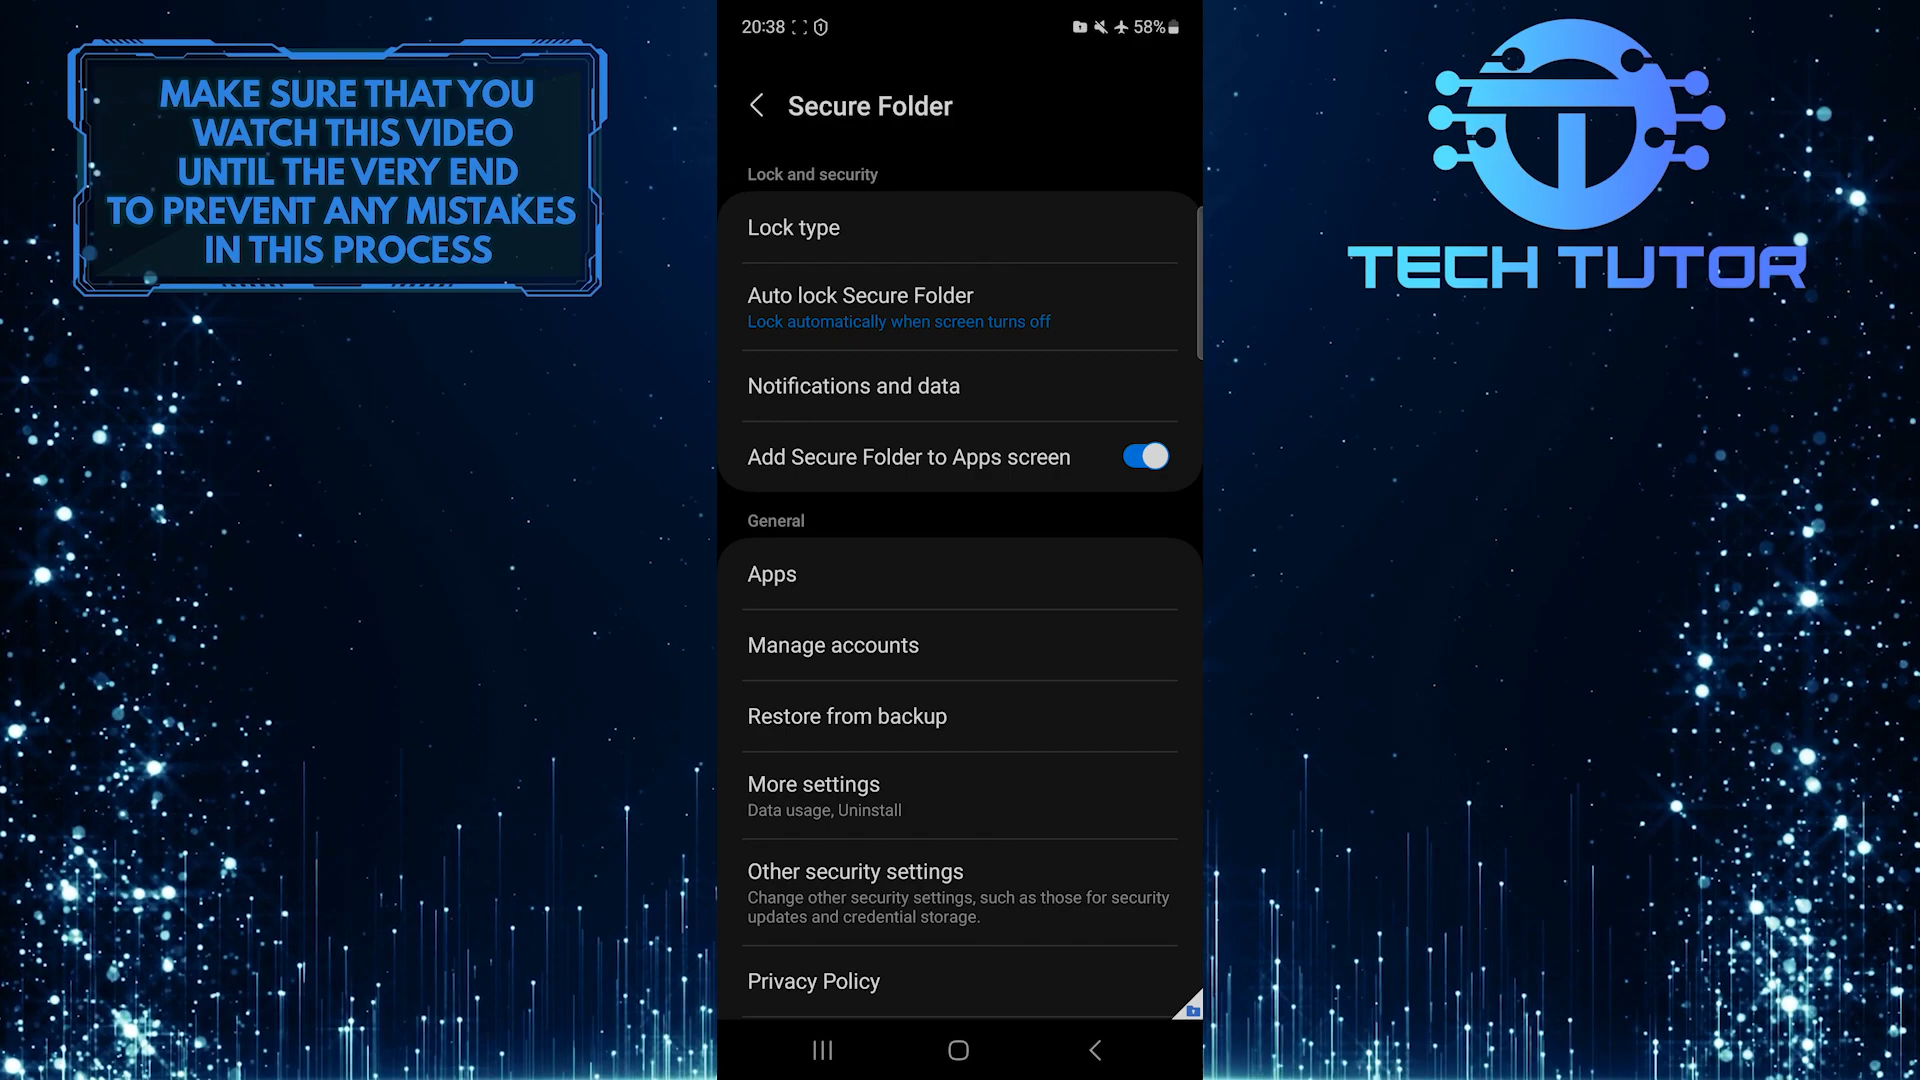 MAKE SURE THAT YOU
WATCH THIS VIDEO
UNTIL THE VERY END
TO PREVENT ANY MISTAKES
IN THIS PROCESS
20:38
58%
Secure Folder
Lock and security
Lock type
Auto lock Secure Folder
Lock automatically when screen turns off
Notifications and data
Add Secure Folder to Apps screen
General
Apps
Manage accounts
Restore from backup
More settings
Data usage, Uninstall
Other security settings
Change other security settings, such as those for security
updates and credential storage.
Privacy Policy
TECH TUTOR